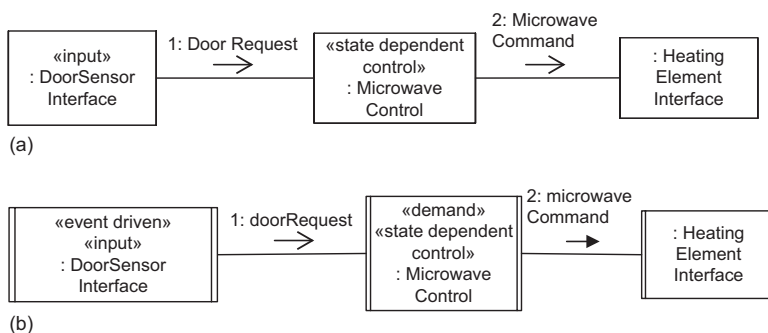 1: Door Request
2: Microwave
Command
«input»
: DoorSensor
Interface
«state dependent
control»
: Microwave
Control
: Heating
Element
Interface
(a)
1: doorRequest
2: microwave
Command
«event driven»
«input»
: DoorSensor
Interface
«demand»
«state dependent
control»
: Microwave
Control
: Heating
Element
Interface
(b)